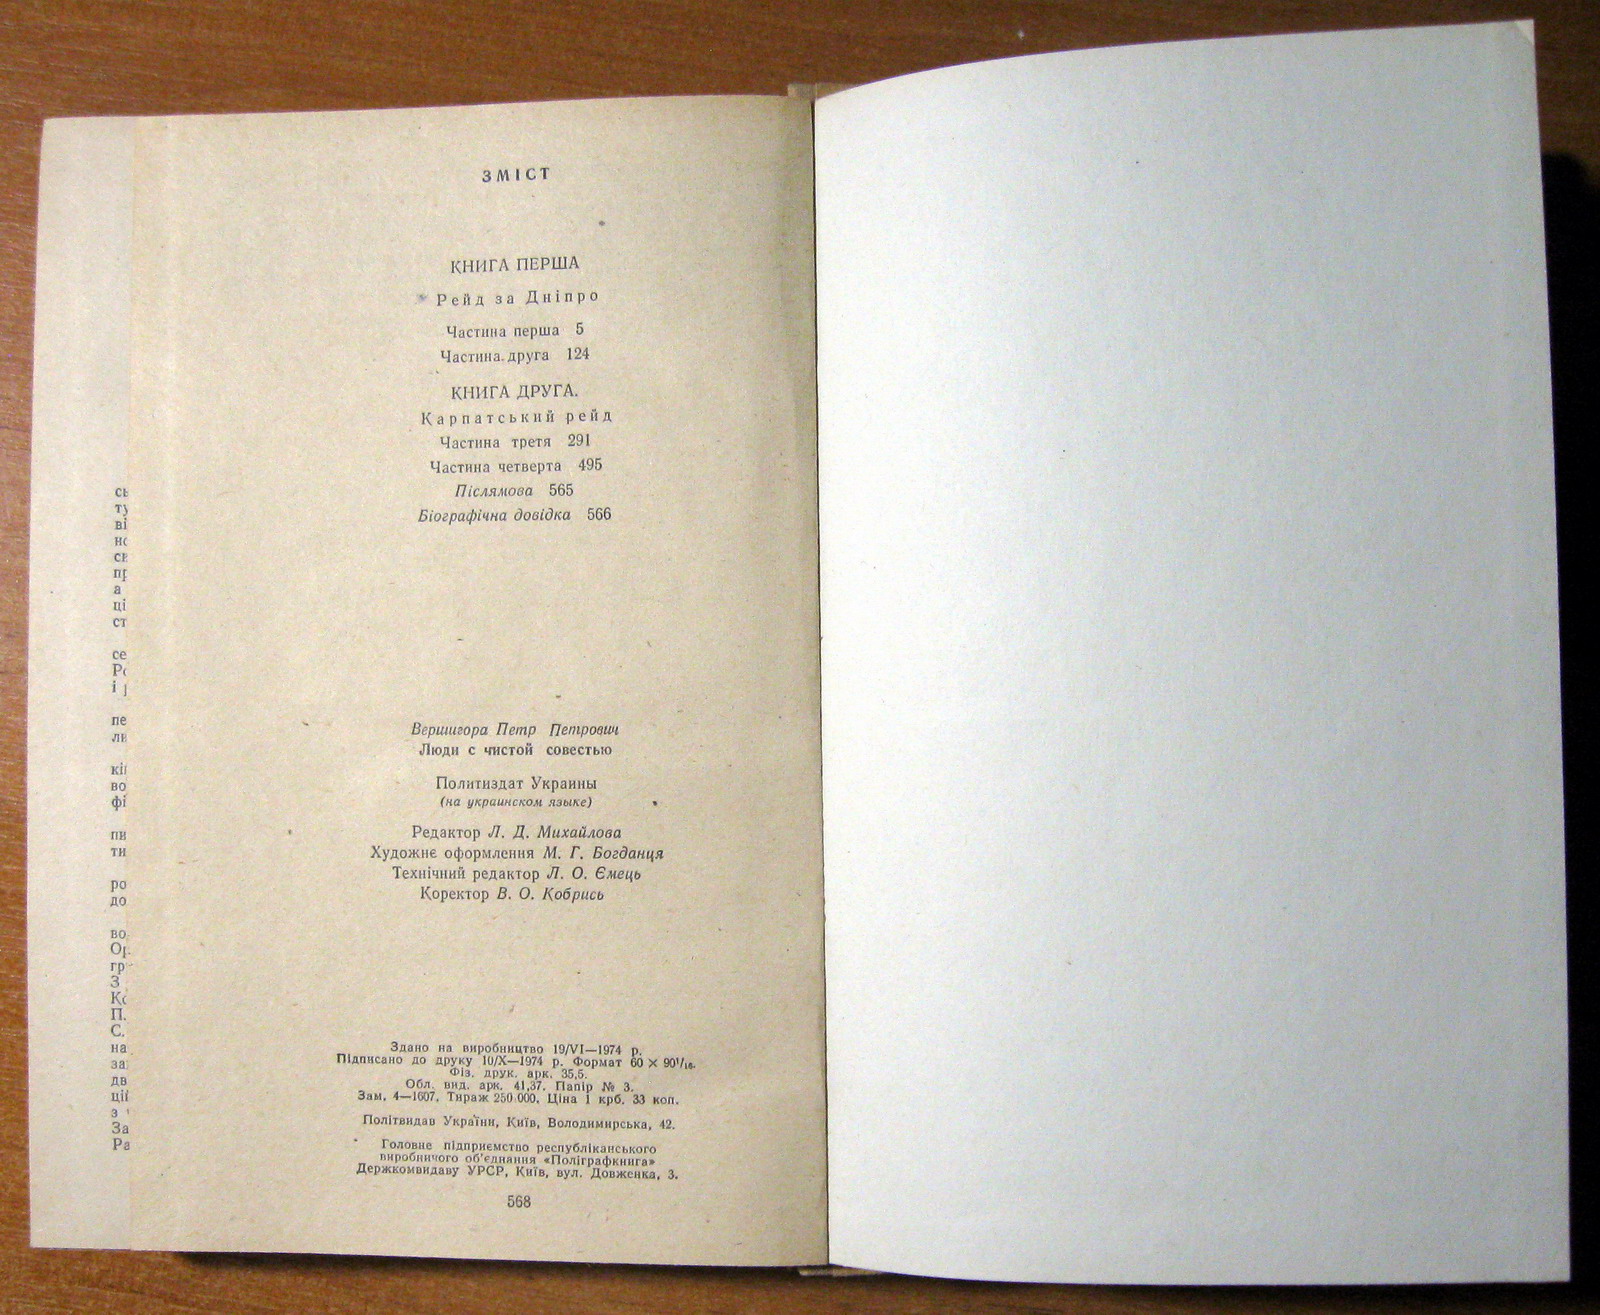 ЗМІСТ
КНИГА ПЕРША
Рейд за Дніпро
Частина перша 5
Частина друга 124
КНИГА ДРУГА.
Карпатський рейд
Частина третя 291
Частина четверта 495
Післямова 565
Біографічна довідка 566
Вершигора Петр Петрович
Люди с чистой совестью
Политиздат Украины
(на украинском языке)
Редактор Л. Д. Михайлова
Художнє оформлення М. Г. Богданця
Технічний редактор Л. О. Ємець
Коректор В. О. Кобрись
Здано на виробництво 19/VI—1974 р.
Підписано до друку 10/X—1974 р. Формат 60 × 90¹/₁₆.
Фіз. друк. арк. 35,5.
Обл. вид. арк. 41,37. Папір № 3.
Зам. 4—1607. Тираж 250 000. Ціна 1 крб. 33 коп.
Політвидав України, Київ, Володимирська, 42.
Головне підприємство республіканського
виробничого об'єднання «Поліграфкнига»
Держкомвидаву УРСР, Київ, вул. Довженка, 3.
568